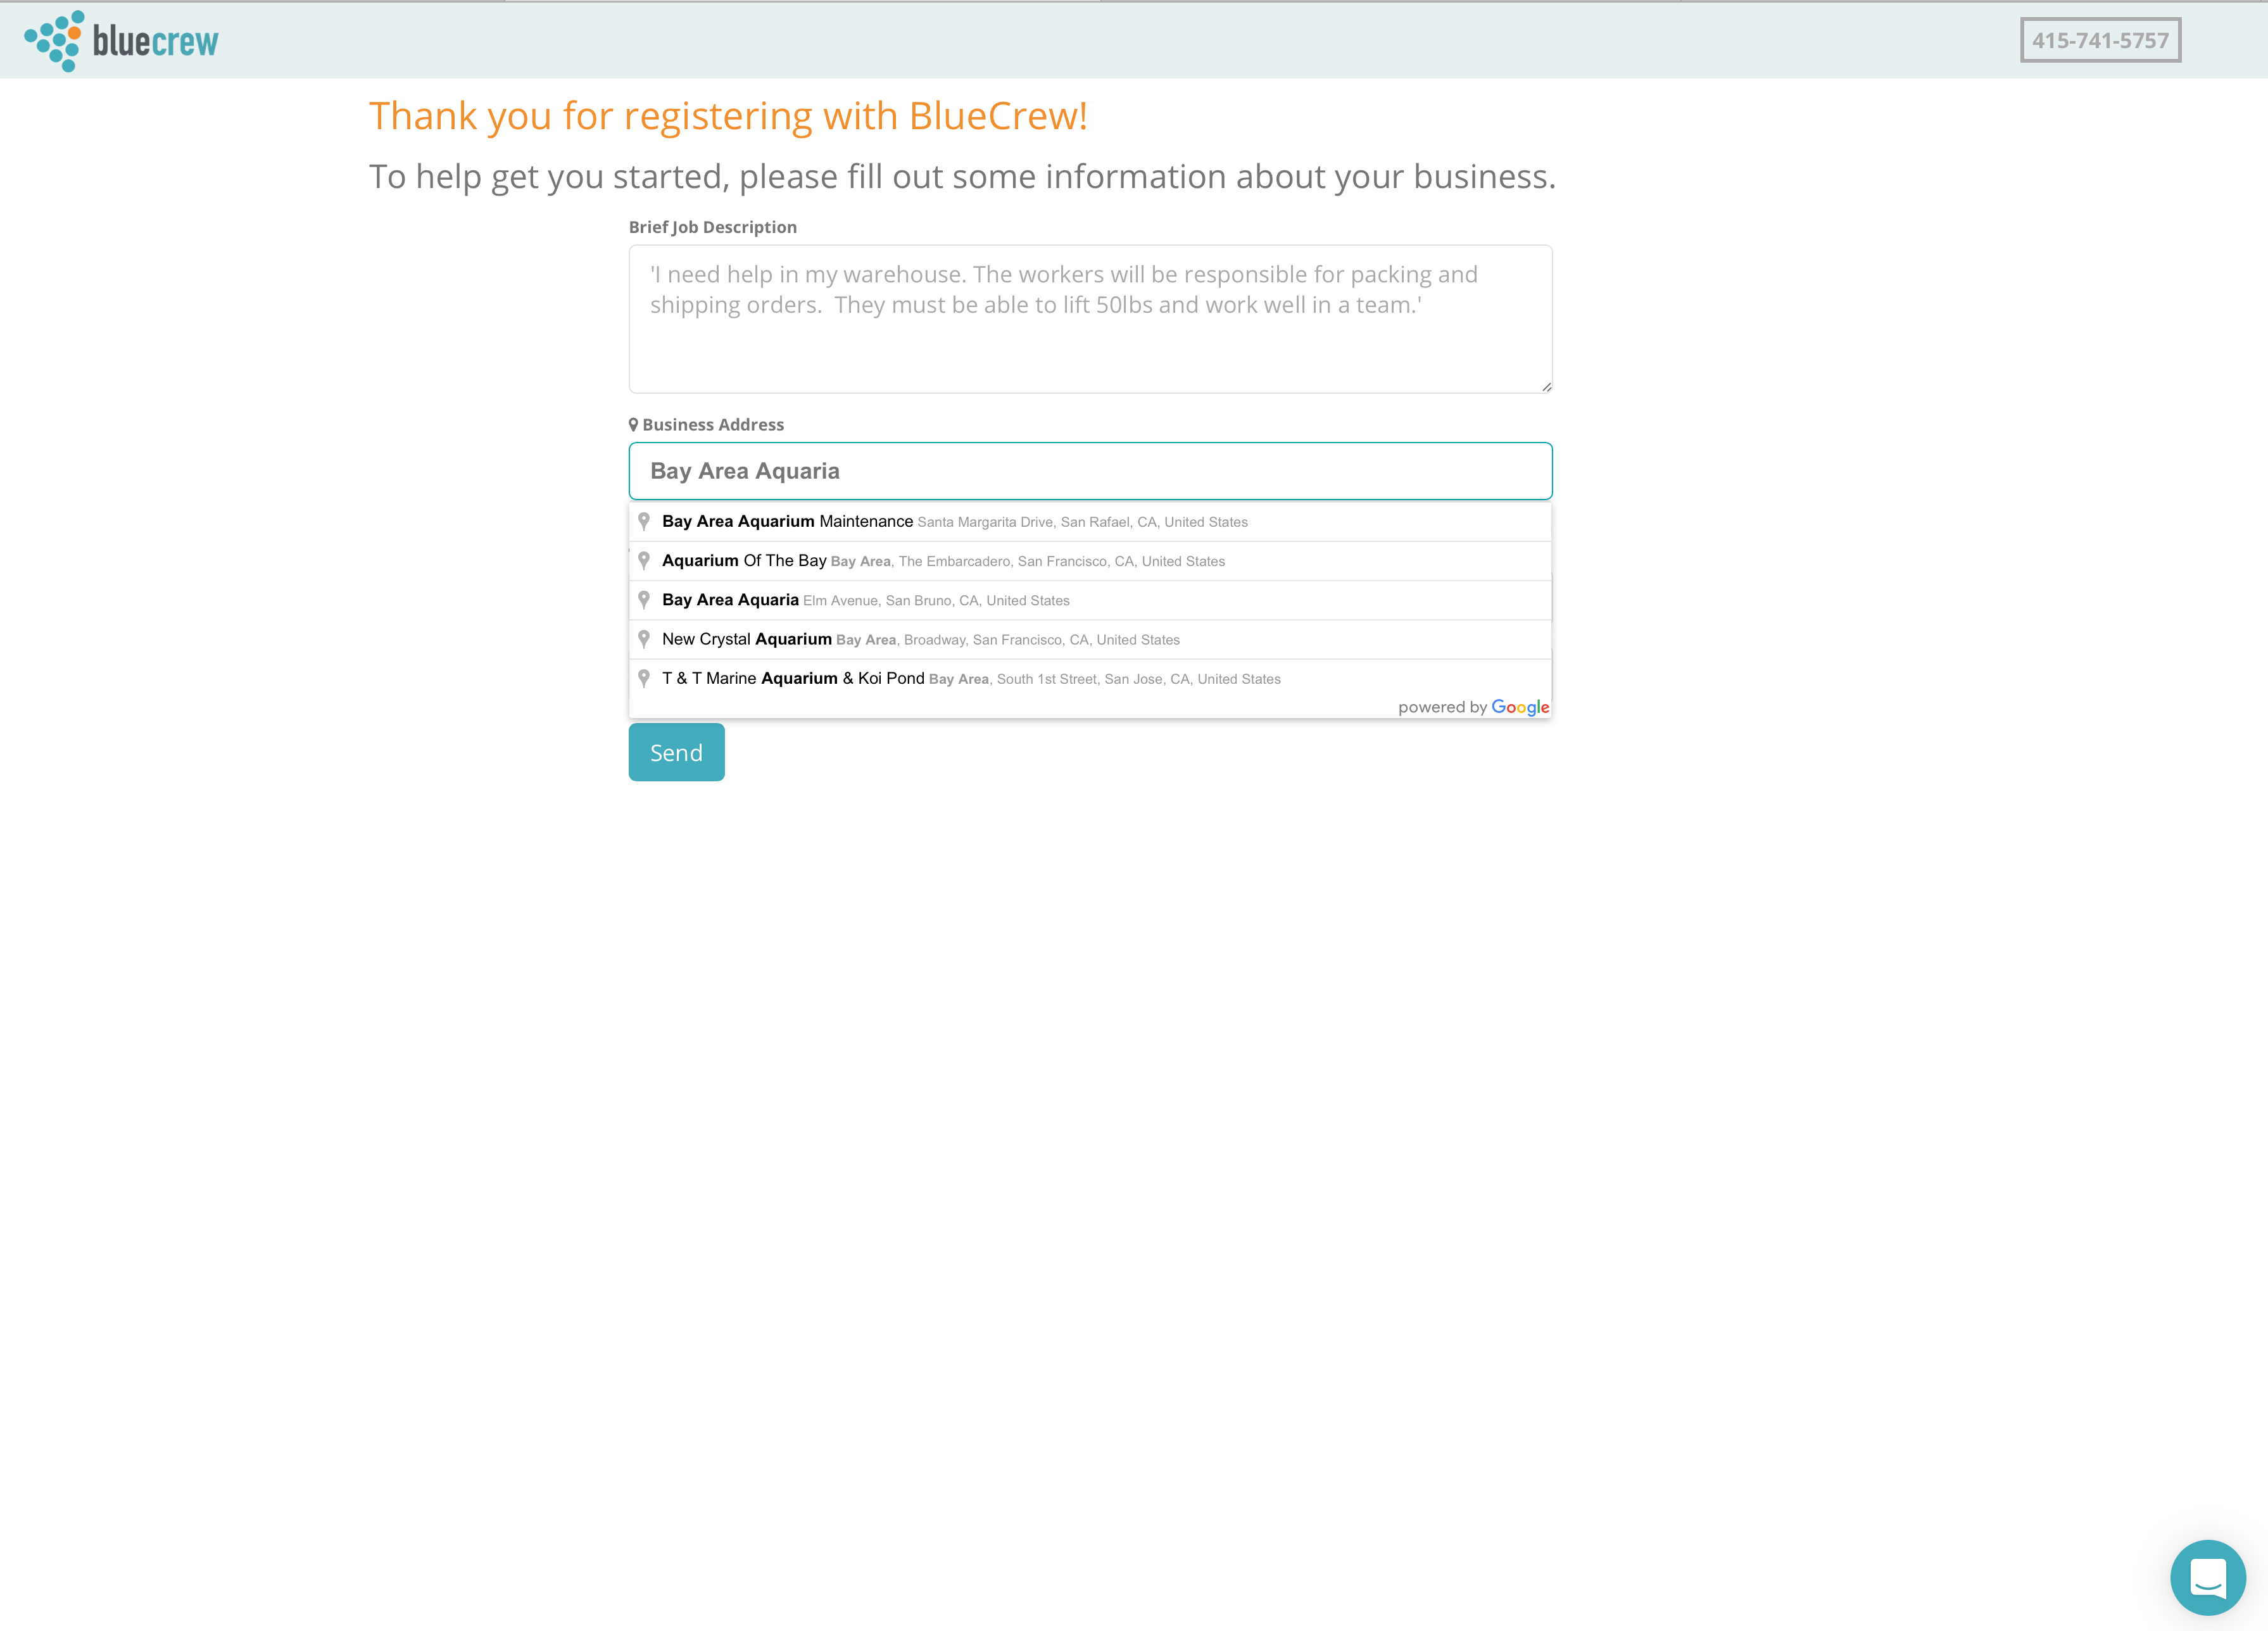 bluecrew
415-741-5757
Thank you for registering with BlueCrew!
To help get you started, please fill out some information about your business.
Brief Job Description
'I need help in my warehouse. The workers will be responsible for packing and
shipping orders.  They must be able to lift 50lbs and work well in a team.'
Business Address
Bay Area Aquaria
Bay Area Aquarium Maintenance Santa Margarita Drive, San Rafael, CA, United States
Aquarium Of The Bay Bay Area, The Embarcadero, San Francisco, CA, United States
Bay Area Aquaria Elm Avenue, San Bruno, CA, United States
New Crystal Aquarium Bay Area, Broadway, San Francisco, CA, United States
T & T Marine Aquarium & Koi Pond Bay Area, South 1st Street, San Jose, CA, United States
powered by Google
Send